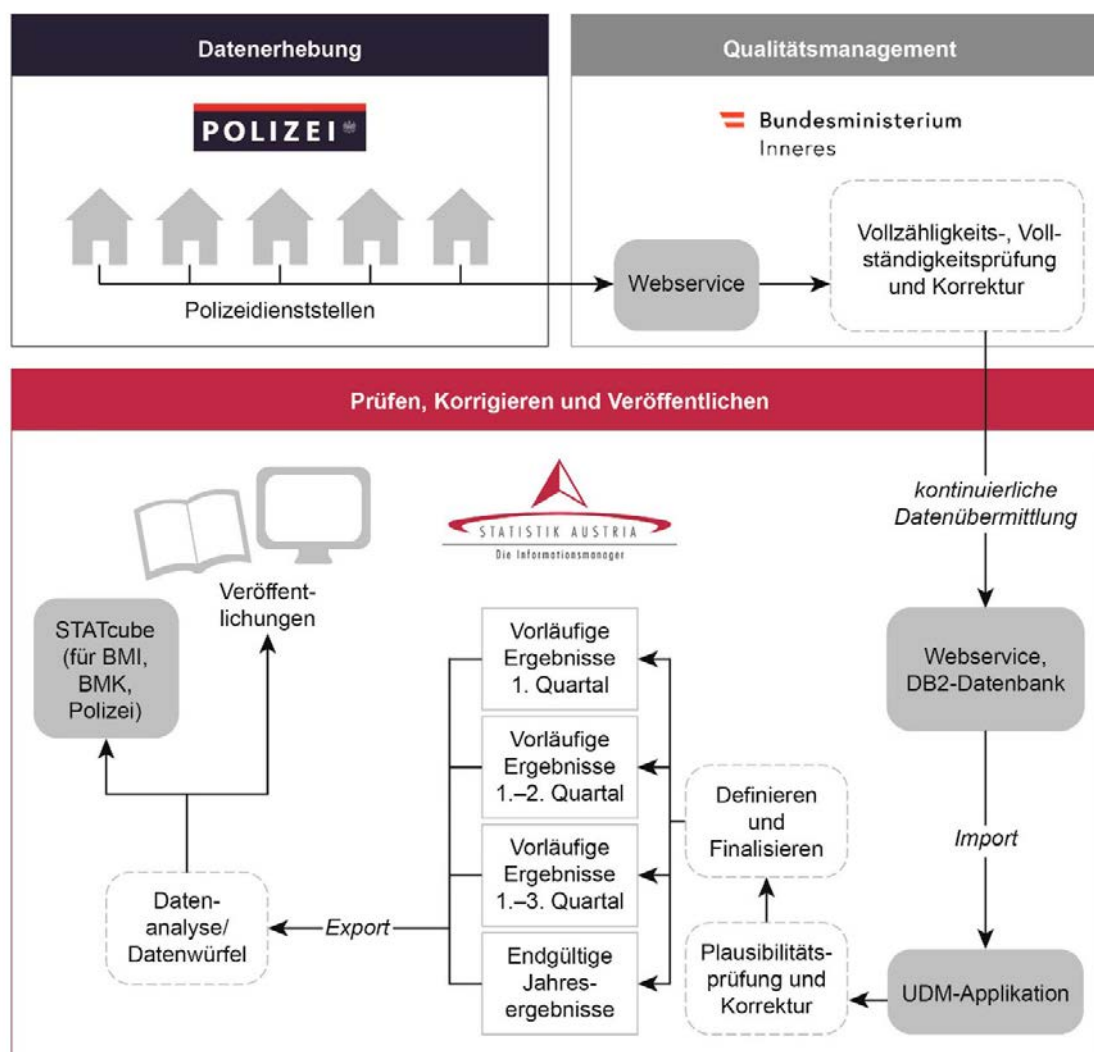 Datenerhebung
POLIZEI
Polizeidienststellen
Qualitätsmanagement
Bundesministerium
Inneres
Webservice
Vollzähligkeits-, Voll-
ständigkeitsprüfung
und Korrektur
Prüfen, Korrigieren und Veröffentlichen
kontinuierliche
Datenübermittlung
Webservice,
DB2-Datenbank
Import
UDM-Applikation
Plausibilitäts-
prüfung und
Korrektur
Definieren
und
Finalisieren
STATISTIK AUSTRIA
Die Informationsmanager
Vorläufige
Ergebnisse
1. Quartal
Vorläufige
Ergebnisse
1.–2. Quartal
Vorläufige
Ergebnisse
1.–3. Quartal
Endgültige
Jahres-
ergebnisse
Export
Daten-
analyse/
Datenwürfel
STATcube
(für BMI,
BMK,
Polizei)
Veröffent-
lichungen